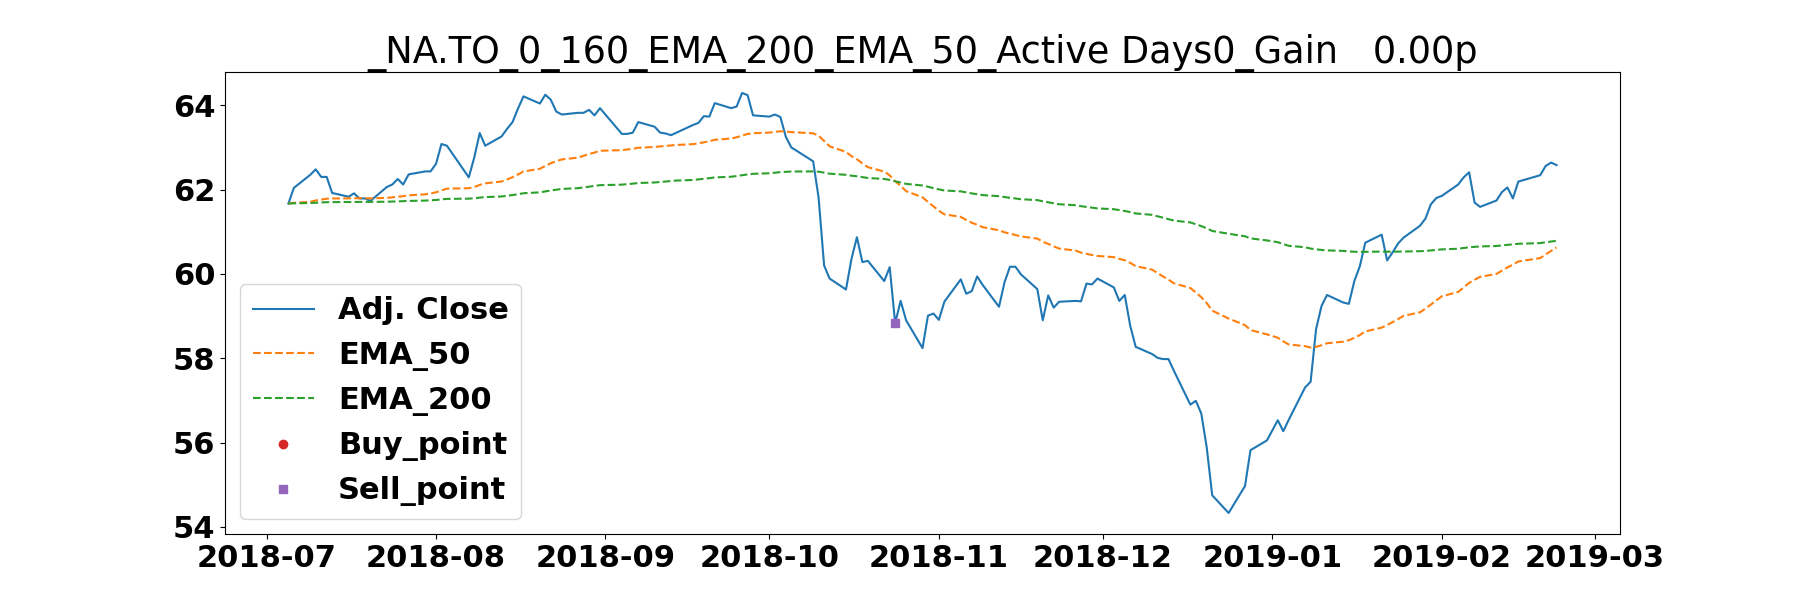 _NA.TO_0_160_EMA_200_EMA_50_Active Days0_Gain   0.00p
64
62
60
58
56
54
Adj. Close
EMA_50
EMA_200
Buy_point
Sell_point
2018-07 2018-08 2018-09 2018-10 2018-11 2018-12 2019-01 2019-02 2019-03